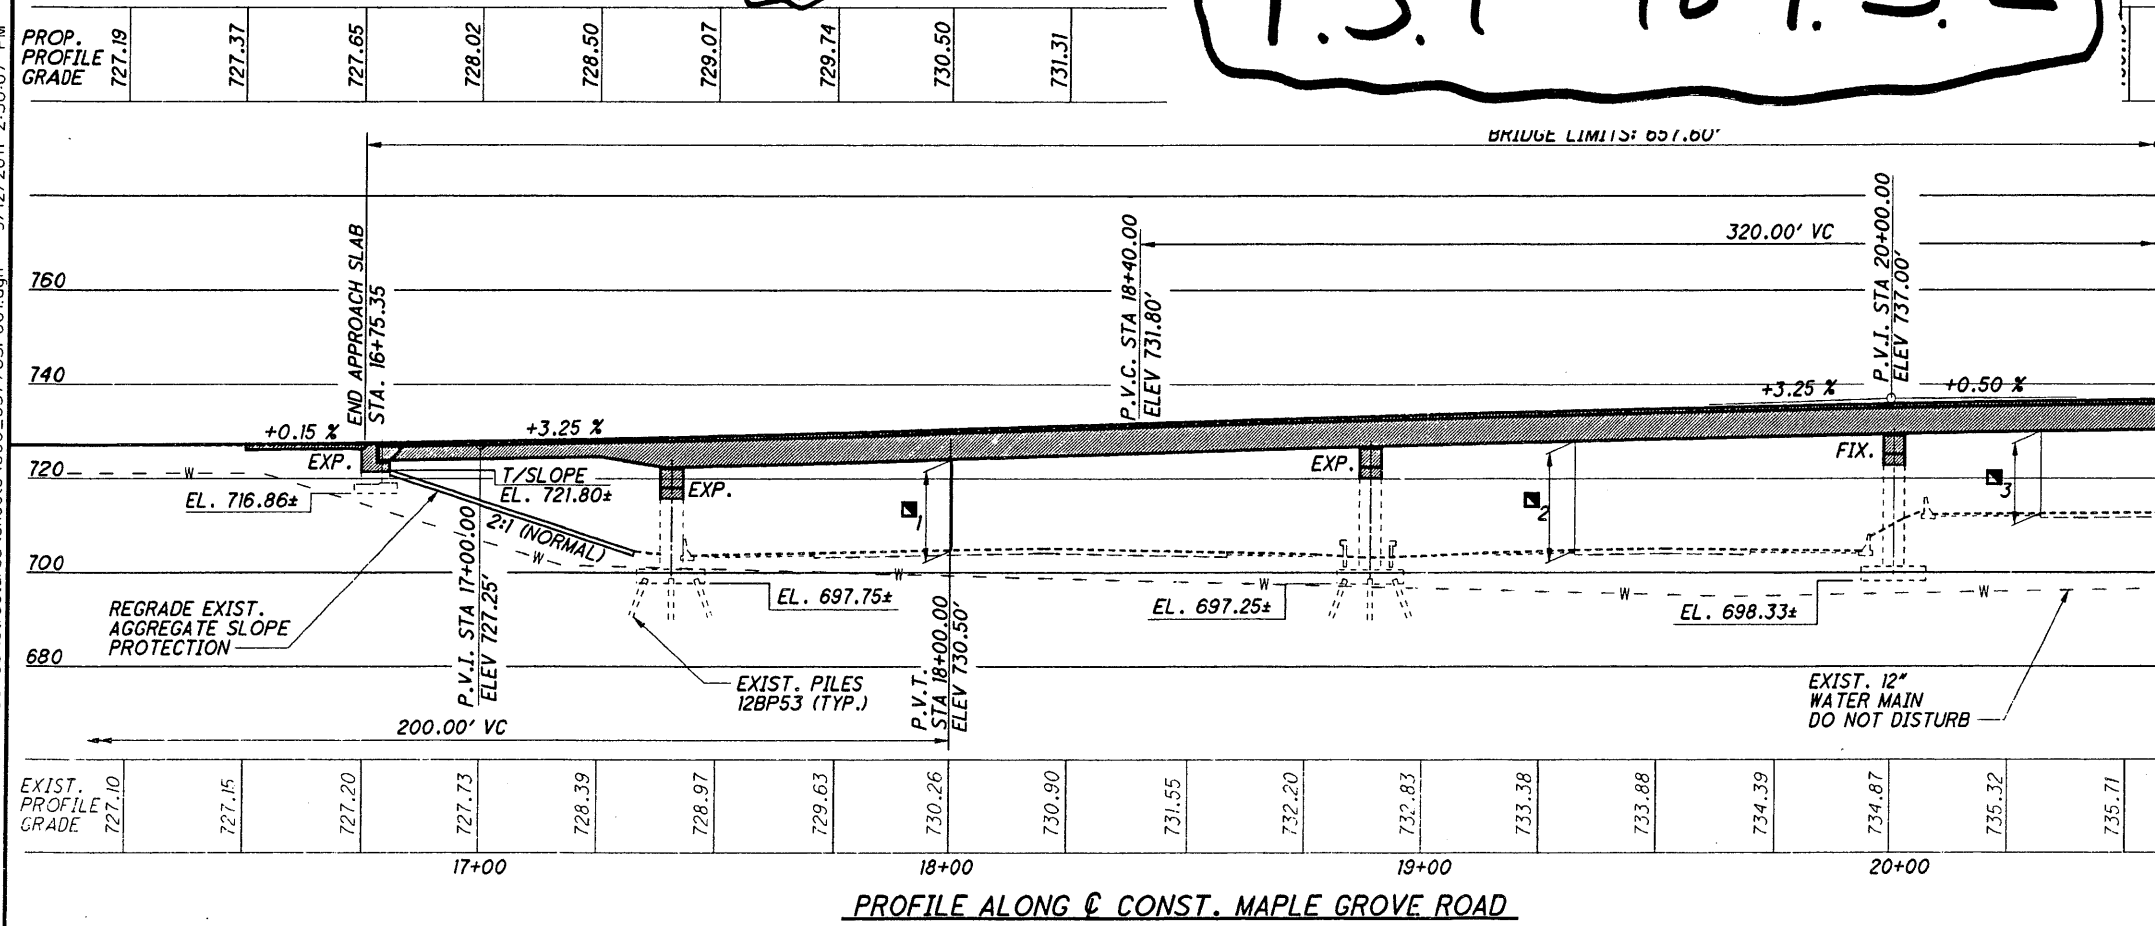 PROP.
PROFILE
GRADE
727.19
727.37
727.65
728.02
728.50
729.07
729.74
730.50
731.31
BRIDGE LIMITS: 657.60'
320.00' VC
760
740
720
700
680
END APPROACH SLAB
STA. 16+75.35
P.V.C. STA 18+40.00
ELEV 731.80'
P.V.I. STA 20+00.00
ELEV 737.00'
+0.15 %
+3.25 %
+3.25 %
+0.50 %
EXP.
EXP.
EXP.
FIX.
W
T/SLOPE
EL. 721.80±
EL. 716.86±
2:1 (NORMAL)
W
1
2
3
W
W
W
W
EL. 697.75±
EL. 697.25±
EL. 698.33±
REGRADE EXIST.
AGGREGATE SLOPE
PROTECTION
P.V.I. STA 17+00.00
ELEV 727.25'
EXIST. PILES
12BP53 (TYP.)
P.V.T.
STA 18+00.00
ELEV 730.50'
EXIST. 12"
WATER MAIN
DO NOT DISTURB
200.00' VC
EXIST.
PROFILE
GRADE
727.10
727.15
727.20
727.73
728.39
728.97
729.63
730.26
730.90
731.55
732.20
732.83
733.38
733.88
734.39
734.87
735.32
735.71
17+00
18+00
19+00
20+00
PROFILE ALONG ℄ CONST. MAPLE GROVE ROAD